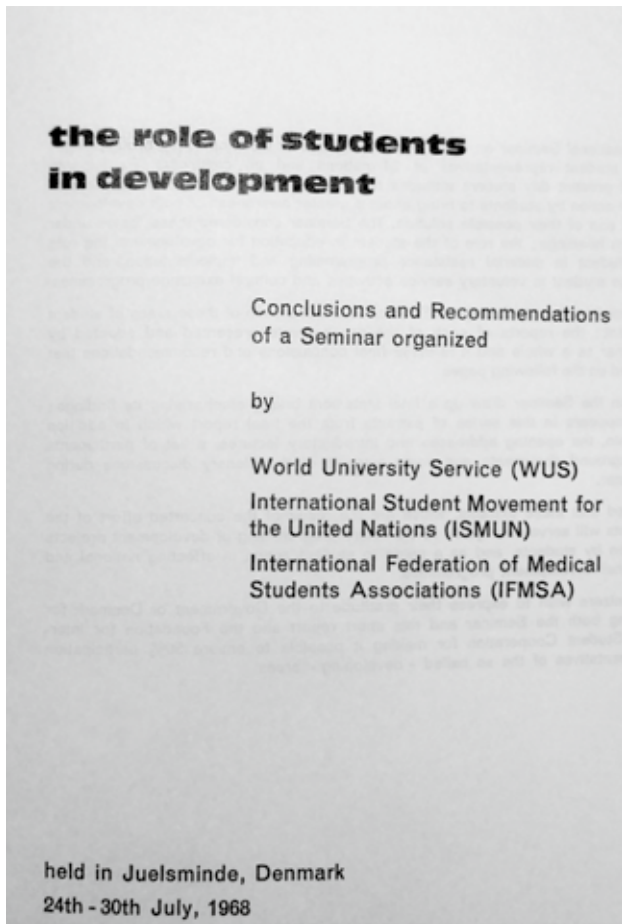 the role of students
in development
Conclusions and Recommendations
of a Seminar organized
by
World University Service (WUS)
International Student Movement for
the United Nations (ISMUN)
International Federation of Medical
Students Associations (IFMSA)
held in Juelsminde, Denmark
24th - 30th July, 1968